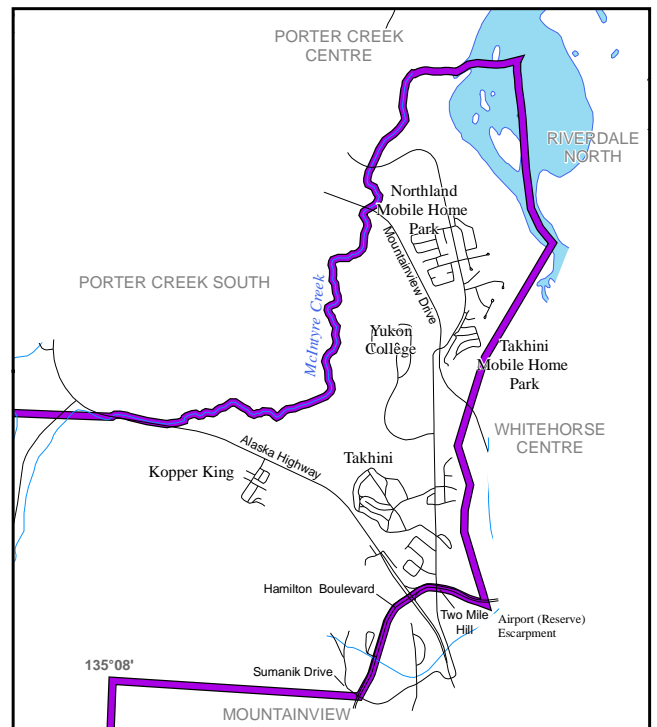 PORTER CREEK
CENTRE
RIVERDALE
NORTH
Northland
Mobile Home
Park
Mountainview Drive
PORTER CREEK SOUTH
McIntyre Creek
Yukon
College
Takhini
Mobile Home
Park
WHITEHORSE
CENTRE
Alaska Highway
Kopper King
Takhini
Hamilton Boulevard
Two Mile
Hill
Airport (Reserve)
Escarpment
135°08'
Sumanik Drive
MOUNTAINVIEW